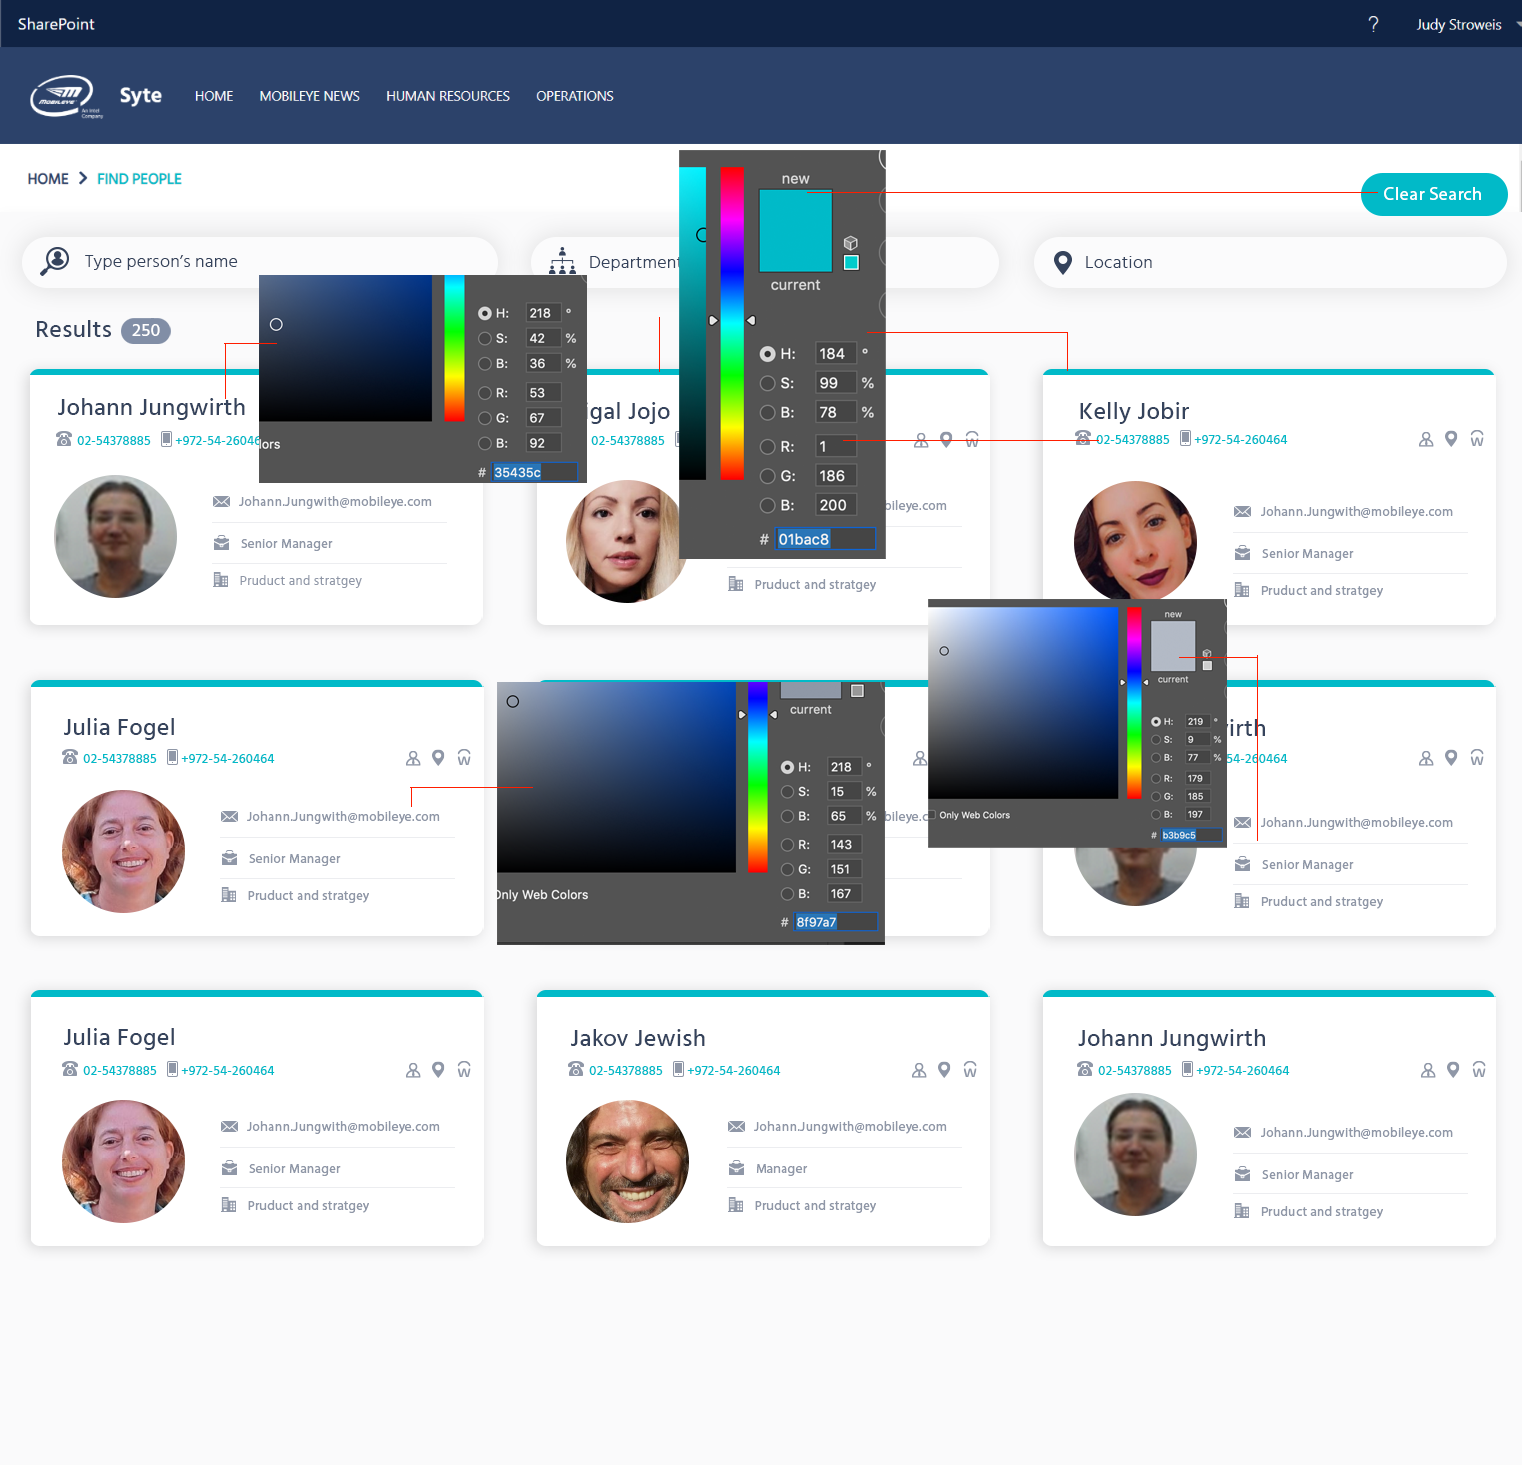 SharePoint
? Judy Stroweis
MOBILEYE An Intel Company Syte HOME MOBILEYE NEWS HUMAN RESOURCES OPERATIONS
HOME FIND PEOPLE
Clear Search
Type person's name
Department
Location
Results 250
Johann Jungwirth
02-54378885 +972-54-26046
Johann.Jungwith@mobileye.com
Senior Manager
Pruduct and stratgey
H: 218 °
S: 42 %
B: 36 %
R: 53
G: 67
B: 92
ors
# 35435c
igal Jojo
02-54378885
bileye.com
Pruduct and stratgey
new
current
H: 184 °
S: 99 %
B: 78 %
R: 1
G: 186
B: 200
# 01bac8
Kelly Jobir
02-54378885 +972-54-260464
Johann.Jungwith@mobileye.com
Senior Manager
Pruduct and stratgey
Julia Fogel
02-54378885 +972-54-260464
Johann.Jungwith@mobileye.com
Senior Manager
Pruduct and stratgey
current
H: 218 °
S: 15 %
B: 65 %
R: 143
G: 151
B: 167
Only Web Colors
# 8f97a7
bileye.c
new
current
H: 219 °
S: 9 %
B: 77 %
R: 179
G: 185
B: 197
Only Web Colors
# b3b9c5
irth
54-260464
Johann.Jungwith@mobileye.com
Senior Manager
Pruduct and stratgey
Julia Fogel
02-54378885 +972-54-260464
Johann.Jungwith@mobileye.com
Senior Manager
Pruduct and stratgey
Jakov Jewish
02-54378885 +972-54-260464
Johann.Jungwith@mobileye.com
Manager
Pruduct and stratgey
Johann Jungwirth
02-54378885 +972-54-260464
Johann.Jungwith@mobileye.com
Senior Manager
Pruduct and stratgey